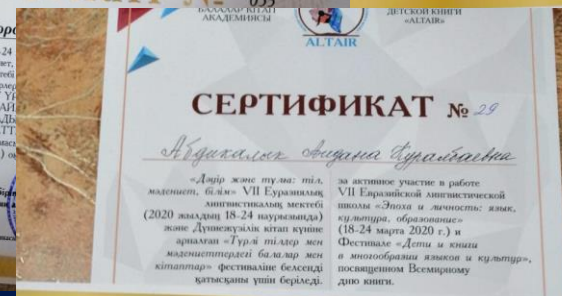 БАЛАЛАР КІТАП
АКАДЕМИЯСЫ
ДЕТСКОЙ КНИГИ
«ALTAIR»
ALTAIR
СЕРТИФИКАТ № 29
Абдикалык Аидана Куралбаевна
«Дәуір және тұлға: тіл,
мәдениет, білім» VII Еуразиялық
лингвистикалық мектебі
(2020 жылдың 18-24 наурызында)
және Дүниежүзілік кітап күніне
арналған «Түрлі тілдер мен
мәдениеттердегі балалар мен
кітаптар» фестиваліне белсенді
қатысқаны үшін беріледі.
за активное участие в работе
VII Евразийской лингвистической
школы «Эпоха и личность: язык,
культура, образование»
(18-24 марта 2020 г.) и
Фестивале «Дети и книги
в многообразии языков и культур»,
посвященном Всемирному
дню книги.